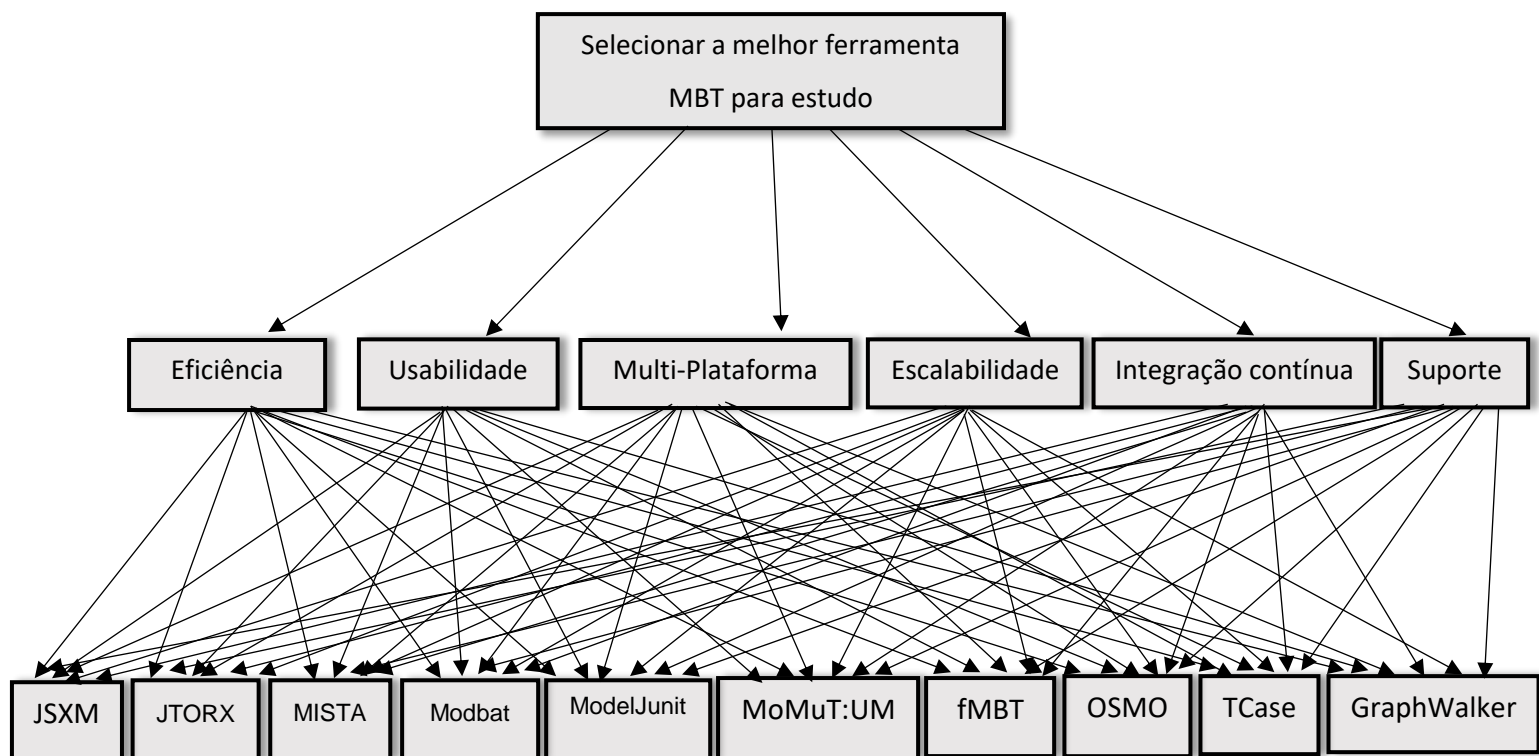 Selecionar a melhor ferramenta
MBT para estudo
Eficiência
Usabilidade
Multi-Plataforma
Escalabilidade
Integração contínua
Suporte
JSXM
JTORX
MISTA
Modbat
ModelJunit
MoMuT:UM
fMBT
OSMO
TCase
GraphWalker